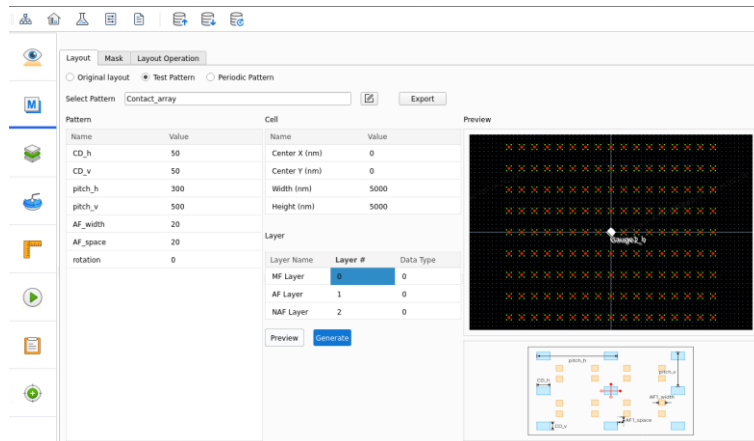 M
Layout Mask Layout Operation
Original layout Test Pattern Periodic Pattern
Select Pattern Contact_array Export
Pattern Cell Preview
Name Value Name Value
CD_h 50 Center X (nm) 0
CD_v 50 Center Y (nm) 0
pitch_h 300 Width (nm) 5000
pitch_v 500 Height (nm) 5000
AF_width 20
AF_space 20
rotation 0
Layer
Layer Name Layer # Data Type
MF Layer 0 0
AF Layer 1 0
NAF Layer 2 0
Preview Generate
Gauge2_h
pitch_h
pitch_v
CD_h
AF1_width
AF1_space
CD_v